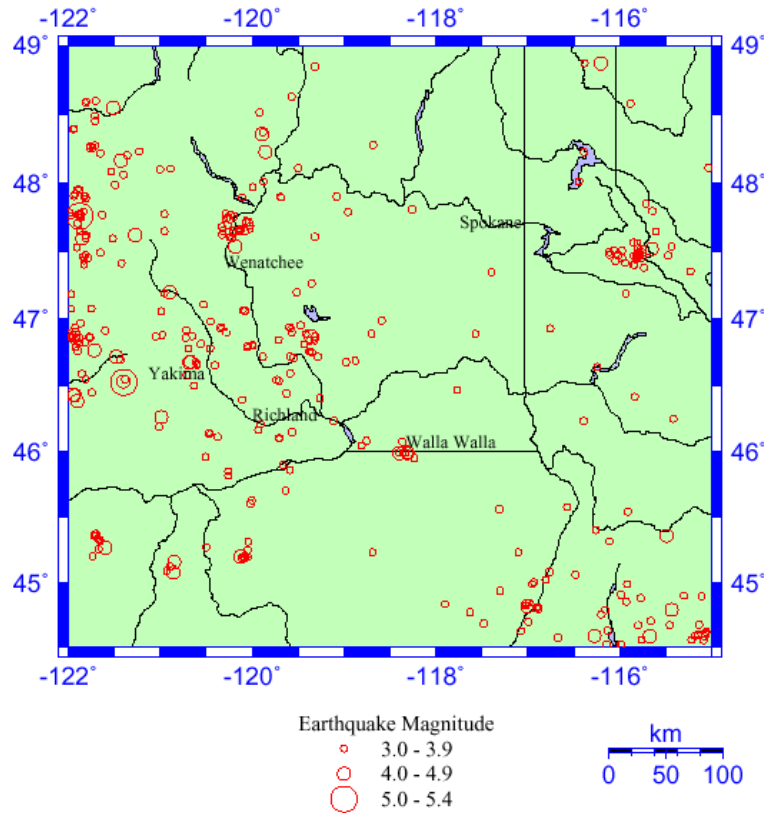 -122° -120° -118° -116°
49° 49°
48° 48°
Spokane
Wenatchee
47° 47°
Yakima
Richland
46° Walla Walla 46°
45° 45°
-122° -120° -118° -116°
Earthquake Magnitude
3.0 - 3.9
4.0 - 4.9
5.0 - 5.4
km
0 50 100